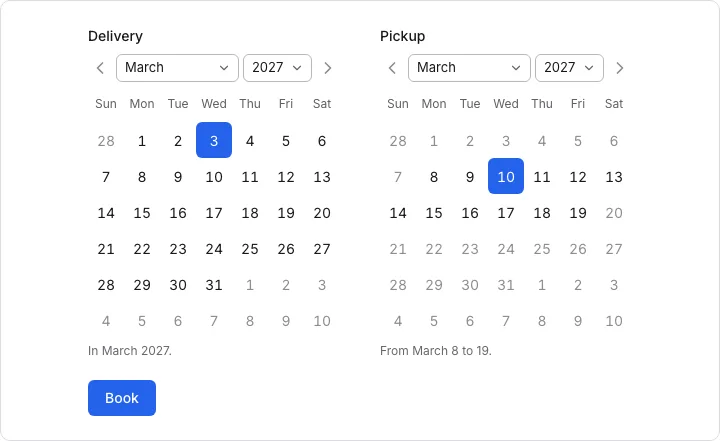 Delivery
March 2027
Sun Mon Tue Wed Thu Fri Sat
28 1 2 3 4 5 6
7 8 9 10 11 12 13
14 15 16 17 18 19 20
21 22 23 24 25 26 27
28 29 30 31 1 2 3
4 5 6 7 8 9 10
In March 2027.
Pickup
March 2027
Sun Mon Tue Wed Thu Fri Sat
28 1 2 3 4 5 6
7 8 9 10 11 12 13
14 15 16 17 18 19 20
21 22 23 24 25 26 27
28 29 30 31 1 2 3
4 5 6 7 8 9 10
From March 8 to 19.
Book